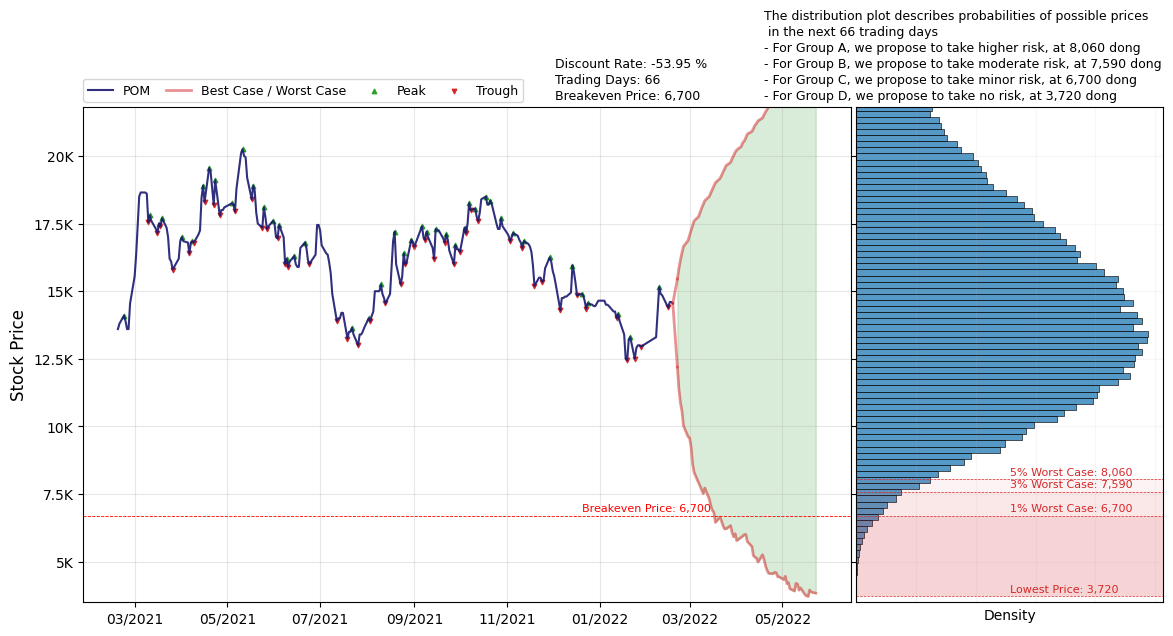 The distribution plot describes probabilities of possible prices
in the next 66 trading days
- For Group A, we propose to take higher risk, at 8,060 dong
- For Group B, we propose to take moderate risk, at 7,590 dong
- For Group C, we propose to take minor risk, at 6,700 dong
- For Group D, we propose to take no risk, at 3,720 dong
Discount Rate: -53.95 %
Trading Days: 66
Breakeven Price: 6,700
POM
Best Case / Worst Case
Peak
Trough
Stock Price
20K
17.5K
15K
12.5K
10K
7.5K
5K
Breakeven Price: 6,700
5% Worst Case: 8,060
3% Worst Case: 7,590
1% Worst Case: 6,700
Lowest Price: 3,720
03/2021
05/2021
07/2021
09/2021
11/2021
01/2022
03/2022
05/2022
Density